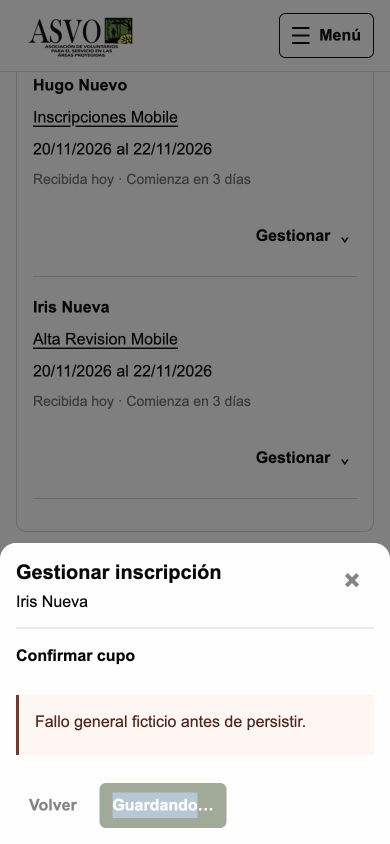 ASVO
ASOCIACIÓN DE VOLUNTARIOS
PARA EL SERVICIO EN LAS
ÁREAS PROTEGIDAS
Menú
Hugo Nuevo
Inscripciones Mobile
20/11/2026 al 22/11/2026
Recibida hoy · Comienza en 3 días
Gestionar
Iris Nueva
Alta Revision Mobile
20/11/2026 al 22/11/2026
Recibida hoy · Comienza en 3 días
Gestionar
Gestionar inscripción
Iris Nueva
Confirmar cupo
Fallo general ficticio antes de persistir.
Volver
Guardando…